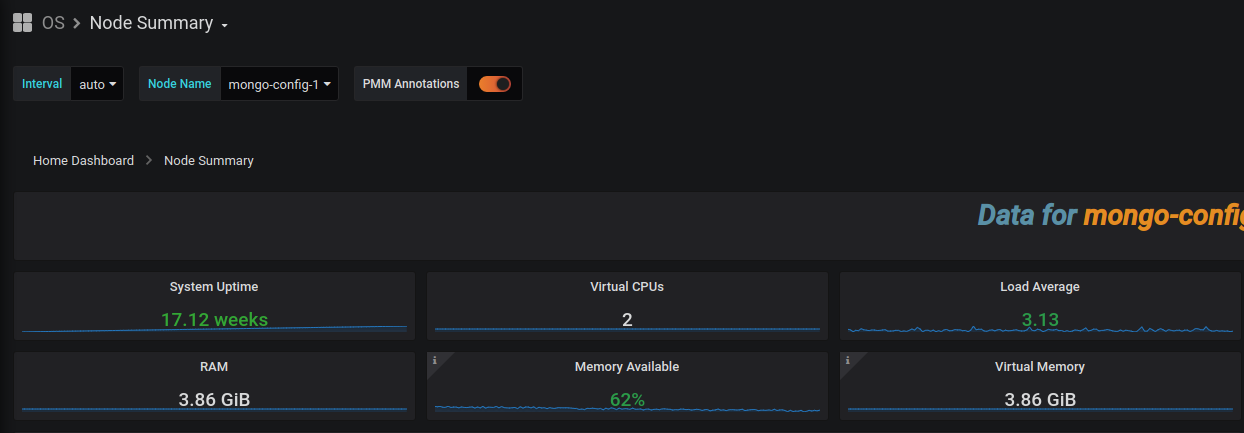 OS > Node Summary
Interval auto Node Name mongo-config-1 PMM Annotations
Home Dashboard > Node Summary
Data for mongo-config
System Uptime
17.12 weeks
Virtual CPUs
2
Load Average
3.13
RAM
3.86 GiB
i
Memory Available
62%
i
Virtual Memory
3.86 GiB